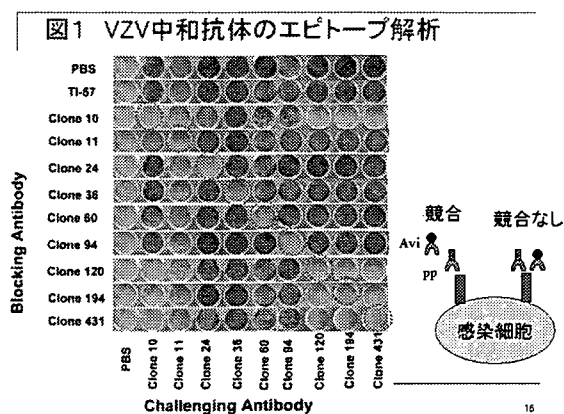 図1 VZV中和抗体のエピトープ解析
PBS
TI-57
Clone 10
Clone 11
Clone 24
Clone 36
Clone 60
Clone 94
Clone 120
Clone 194
Clone 431
Blocking Antibody
PBS
Clone 10
Clone 11
Clone 24
Clone 36
Clone 60
Clone 94
Clone 120
Clone 194
Clone 431
Challenging Antibody
競合
競合なし
Avi
PP
感染細胞